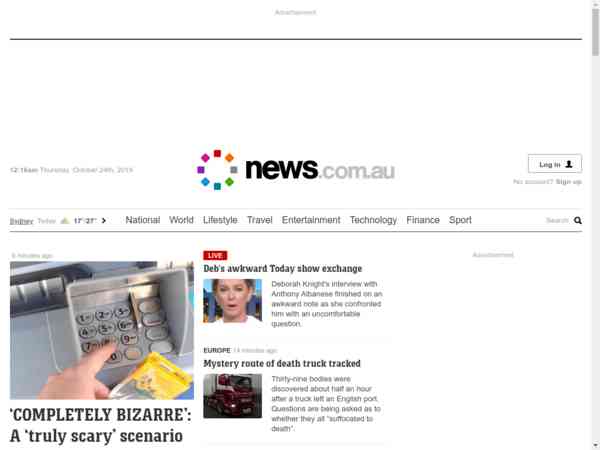 Advertisement
12:16am Thursday, October 24th, 2019
news.com.au
Log in
No account? Sign up
Sydney Today 17°/27°
National World Lifestyle Travel Entertainment Technology Finance Sport
Search
6 minutes ago
‘COMPLETELY BIZARRE’:
A ‘truly scary’ scenario
LIVE
Deb's awkward Today show exchange
Deborah Knight's interview with
Anthony Albanese finished on an
awkward note as she confronted
him with an uncomfortable
question.
EUROPE 14 minutes ago
Mystery route of death truck tracked
Thirty-nine bodies were
discovered about half an hour
after a truck left an English port.
Questions are being asked as to
whether they all “suffocated to
death”.
Advertisement